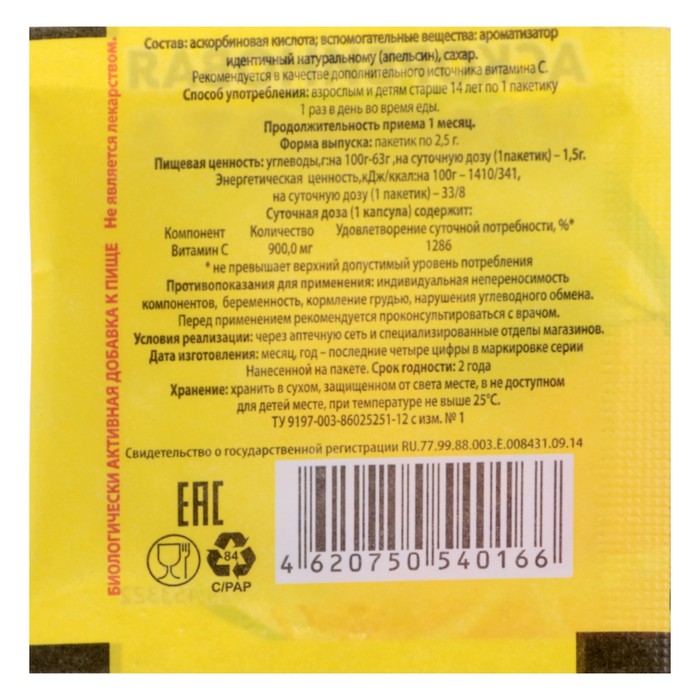 Состав: аскорбиновая кислота; вспомогательные вещества: ароматизатор
идентичный натуральному (апельсин), сахар.
Рекомендуется в качестве дополнительного источника витамина С.
Способ употребления: взрослым и детям старше 14 лет по 1 пакетику
1 раз в день во время еды.
Продолжительность приема 1 месяц.
Форма выпуска: пакетик по 2,5 г.
Пищевая ценность: углеводы,г:на 100г-63г ,на суточную дозу (1пакетик) – 1,5г.
Энергетическая ценность,кДж/ккал:на 100г – 1410/341,
на суточную дозу (1 пакетик) – 33/8
Суточная доза (1 капсула) содержит:
Компонент Количество Удовлетворение суточной потребности, %*
Витамин С 900,0 мг 1286
* не превышает верхний допустимый уровень потребления
Противопоказания для применения: индивидуальная непереносимость
компонентов, беременность, кормление грудью, нарушения углеводного обмена.
Перед применением рекомендуется проконсультироваться с врачом.
Условия реализации: через аптечную сеть и специализированные отделы магазинов.
Дата изготовления: месяц, год – последние четыре цифры в маркировке серии
Нанесенной на пакете. Срок годности: 2 года
Хранение: хранить в сухом, защищенном от света месте, в не доступном
для детей месте, при температуре не выше 25°С.
ТУ 9197-003-86025251-12 с изм. № 1
Свидетельство о государственной регистрации RU.77.99.88.003.Е.008431.09.14
БИОЛОГИЧЕСКИ АКТИВНАЯ ДОБАВКА К ПИЩЕ Не является лекарством.
ЕАС
84
C/PAP
4 620750 540166